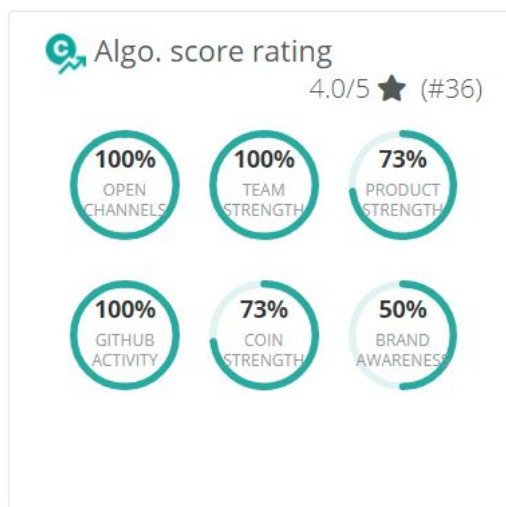 C Algo. score rating
4.0/5 ★ (#36)
100% 100% 73%
OPEN TEAM PRODUCT
CHANNELS STRENGTH STRENGTH
100% 73% 50%
GITHUB COIN BRAND
ACTIVITY STRENGTH AWARENESS